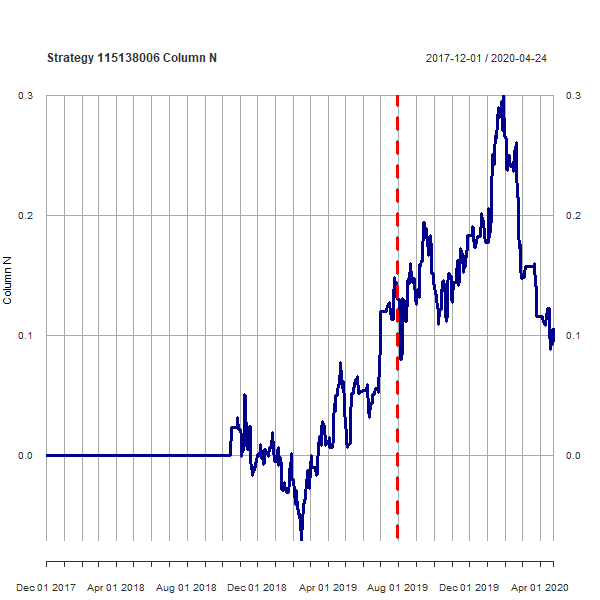 Strategy 115138006 Column N
2017-12-01 / 2020-04-24
0.3
0.3
0.2
0.2
0.1
0.1
0.0
0.0
Column N
Dec 01 2017
Apr 01 2018
Aug 01 2018
Dec 01 2018
Apr 01 2019
Aug 01 2019
Dec 01 2019
Apr 01 2020